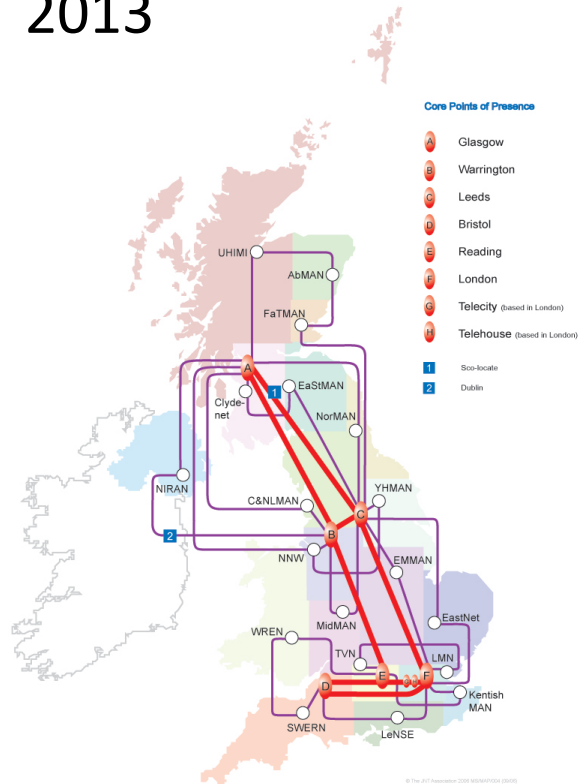 2013
Core Points of Presence
A Glasgow
B Warrington
C Leeds
D Bristol
E Reading
F London
G Telecity (based in London)
H Telehouse (based in London)
1 Sco-locate
2 Dublin
UHIMI
AbMAN
FaTMAN
A
1
EaStMAN
Clyde-
net
NorMAN
NIRAN
C&NLMAN
YHMAN
C
B
2
NNW
EMMAN
MidMAN
EastNet
WREN
TVN
LMN
D
E
F
Kentish
MAN
SWERN
LeNSE